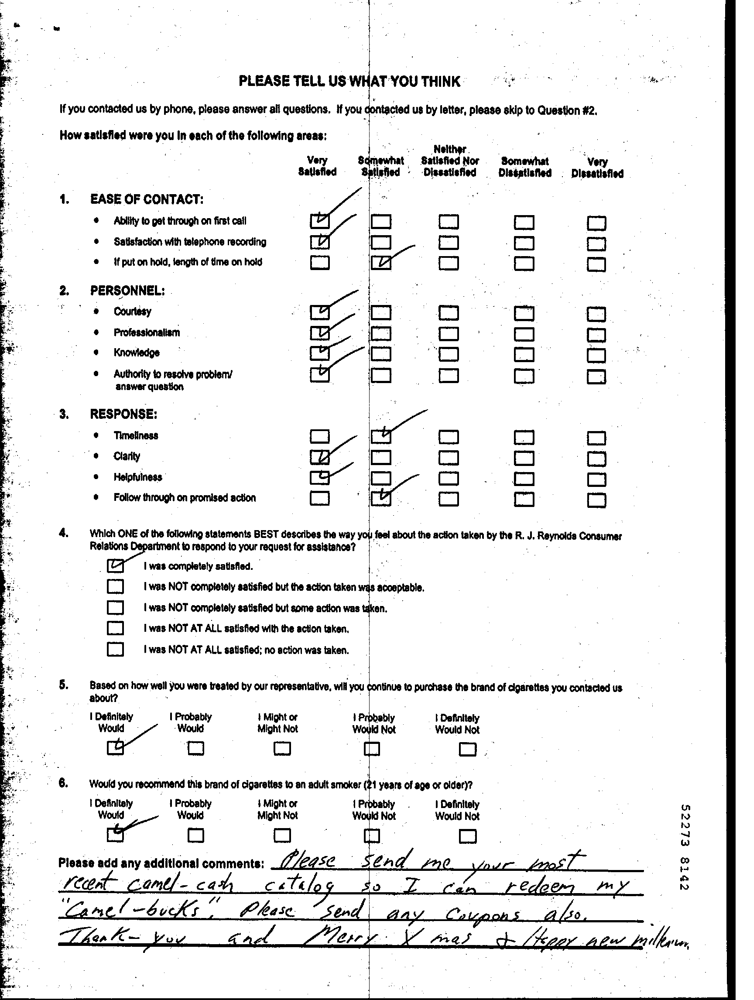 PLEASE TELL US WHAT YOU THINK
If you contacted us by phone, please answer all questions. If you contacted us by letter, please skip to Question #2.
How satisfied were you in each of the following areas:
Very Satisfied Somewhat Satisfied Neither Satisfied Nor Dissatisfied Somewhat Dissatisfied Very Dissatisfied
1. EASE OF CONTACT:
• Ability to get through on first call
• Satisfaction with telephone recording
• If put on hold, length of time on hold
2. PERSONNEL:
• Courtesy
• Professionalism
• Knowledge
• Authority to resolve problem/
answer question
3. RESPONSE:
• Timeliness
• Clarity
• Helpfulness
• Follow through on promised action
4. Which ONE of the following statements BEST describes the way you feel about the action taken by the R. J. Reynolds Consumer
Relations Department to respond to your request for assistance?
I was completely satisfied.
I was NOT completely satisfied but the action taken was acceptable.
I was NOT completely satisfied but some action was taken.
I was NOT AT ALL satisfied with the action taken.
I was NOT AT ALL satisfied; no action was taken.
5. Based on how well you were treated by our representative, will you continue to purchase the brand of cigarettes you contacted us
about?
I Definitely Would I Probably Would I Might or Might Not I Probably Would Not I Definitely Would Not
6. Would you recommend this brand of cigarettes to an adult smoker (21 years of age or older)?
I Definitely Would I Probably Would I Might or Might Not I Probably Would Not I Definitely Would Not
Please add any additional comments: Please send me your most
recent camel-cash catalog so I can redeem my
"Camel-bucks". Please send any coupons also.
Thank-you and Merry X mas & Happy new
52273 8142